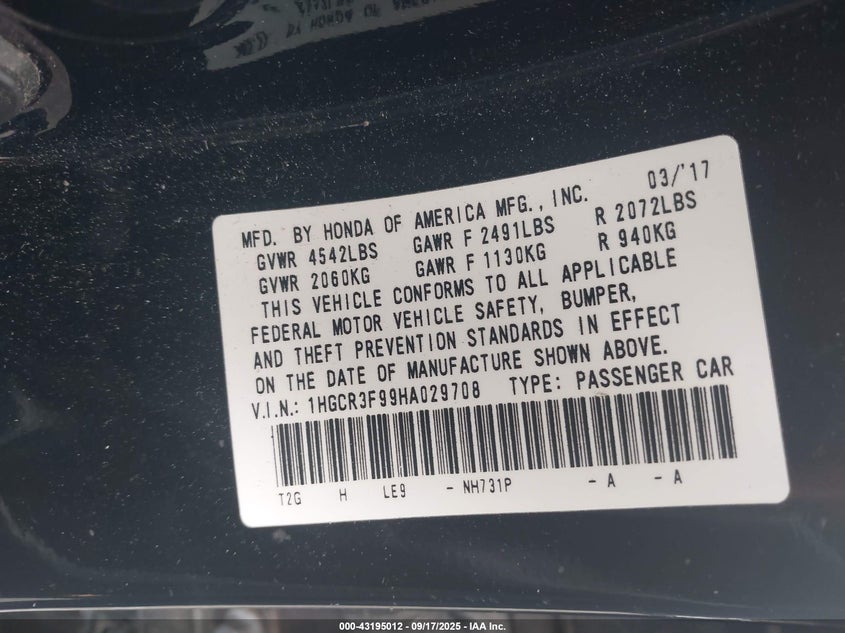 MFD. BY HONDA OF AMERICA MFG., INC. 03/'17
GVWR 4542LBS GAWR F 2491LBS R 2072LBS
GVWR 2060KG GAWR F 1130KG R 940KG
THIS VEHICLE CONFORMS TO ALL APPLICABLE
FEDERAL MOTOR VEHICLE SAFETY, BUMPER,
AND THEFT PREVENTION STANDARDS IN EFFECT
ON THE DATE OF MANUFACTURE SHOWN ABOVE.
V.I.N.: 1HGCR3F99HA029708 TYPE: PASSENGER CAR
T2G H LE9 - NH731P - A - A
000-43195012 - 09/17/2025 - IAA Inc.